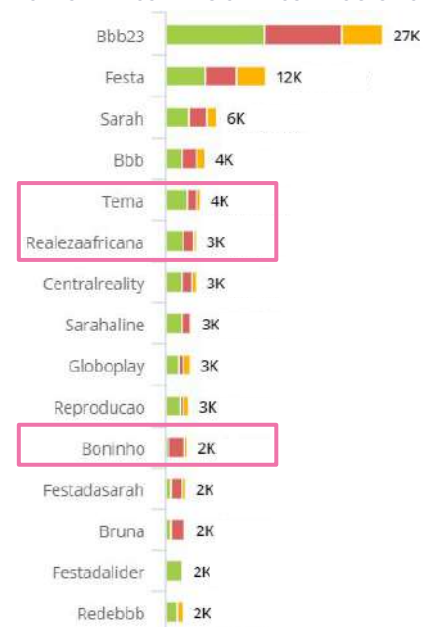 Bbb23 27K
Festa 12K
Sarah 6K
Bbb 4K
Tema 4K
Realezaafricana 3K
Centralreality 3K
Sarahaline 3K
Globoplay 3K
Reproducao 3K
Boninho 2K
Festadasarah 2K
Bruna 2K
Festadalider 2K
Redebbb 2K